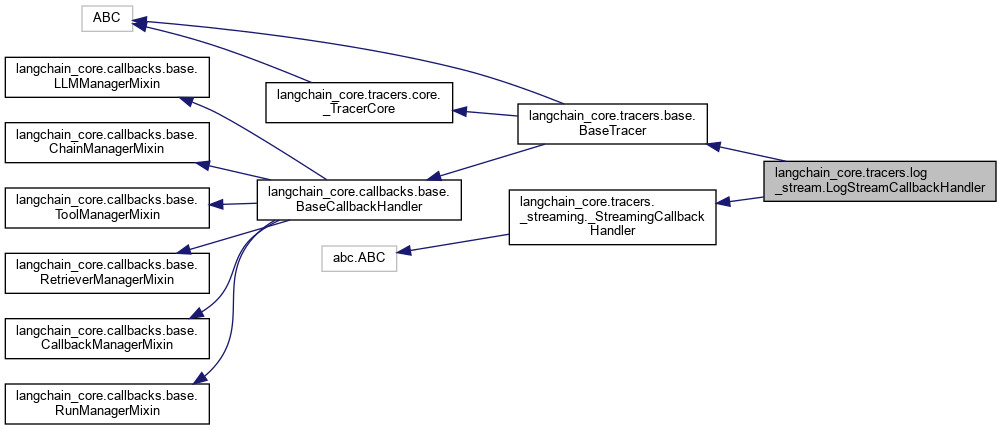 ABC
langchain_core.callbacks.base.
LLMManagerMixin
langchain_core.tracers.core.
_TracerCore
langchain_core.tracers.base.
BaseTracer
langchain_core.callbacks.base.
ChainManagerMixin
langchain_core.tracers.log
_stream.LogStreamCallbackHandler
langchain_core.callbacks.base.
BaseCallbackHandler
langchain_core.callbacks.base.
ToolManagerMixin
langchain_core.tracers.
_streaming._StreamingCallback
Handler
abc.ABC
langchain_core.callbacks.base.
RetrieverManagerMixin
langchain_core.callbacks.base.
CallbackManagerMixin
langchain_core.callbacks.base.
RunManagerMixin